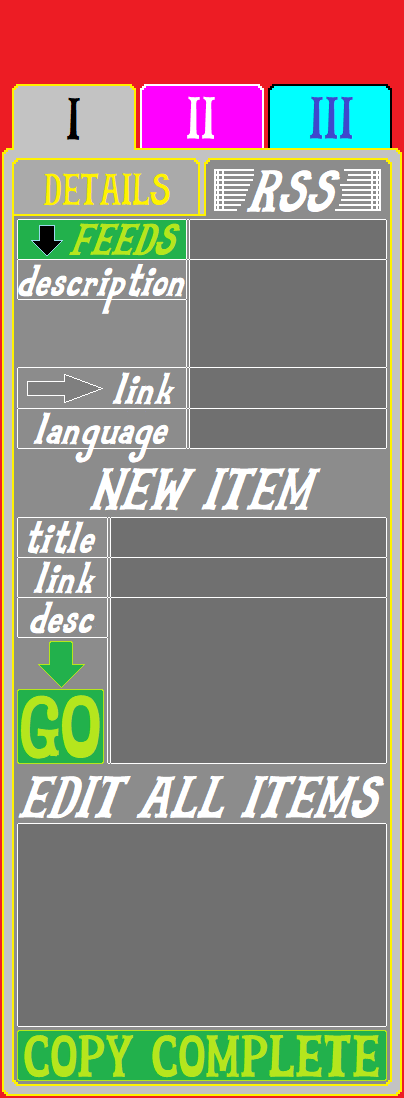 I II III
DETAILS RSS
FEEDS
description
link
language
NEW ITEM
title
link
desc
GO
EDIT ALL ITEMS
COPY COMPLETE